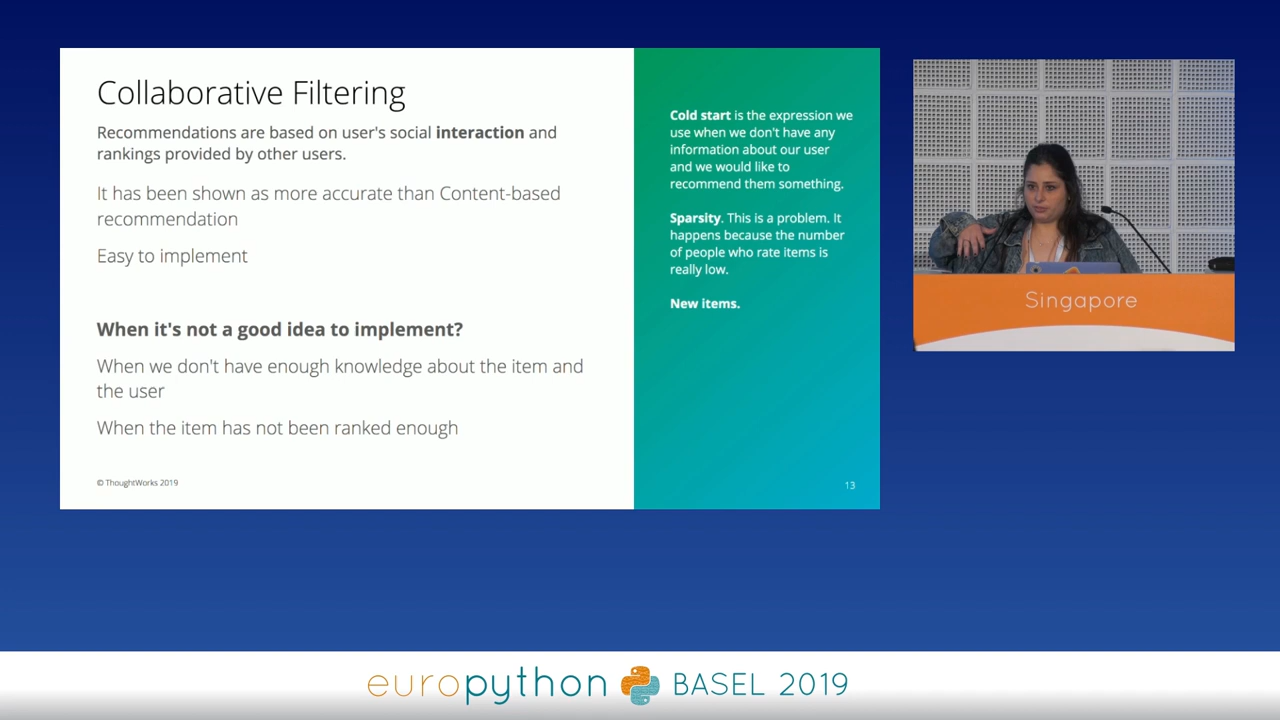 Collaborative Filtering
Recommendations are based on user's social interaction and
rankings provided by other users.
It has been shown as more accurate than Content-based
recommendation
Easy to implement
When it's not a good idea to implement?
When we don't have enough knowledge about the item and
the user
When the item has not been ranked enough
© ThoughtWorks 2019
Cold start is the expression we
use when we don't have any
information about our user
and we would like to
recommend them something.
Sparsity. This is a problem. It
happens because the number
of people who rate items is
really low.
New items.
13
Singapore
europython BASEL 2019